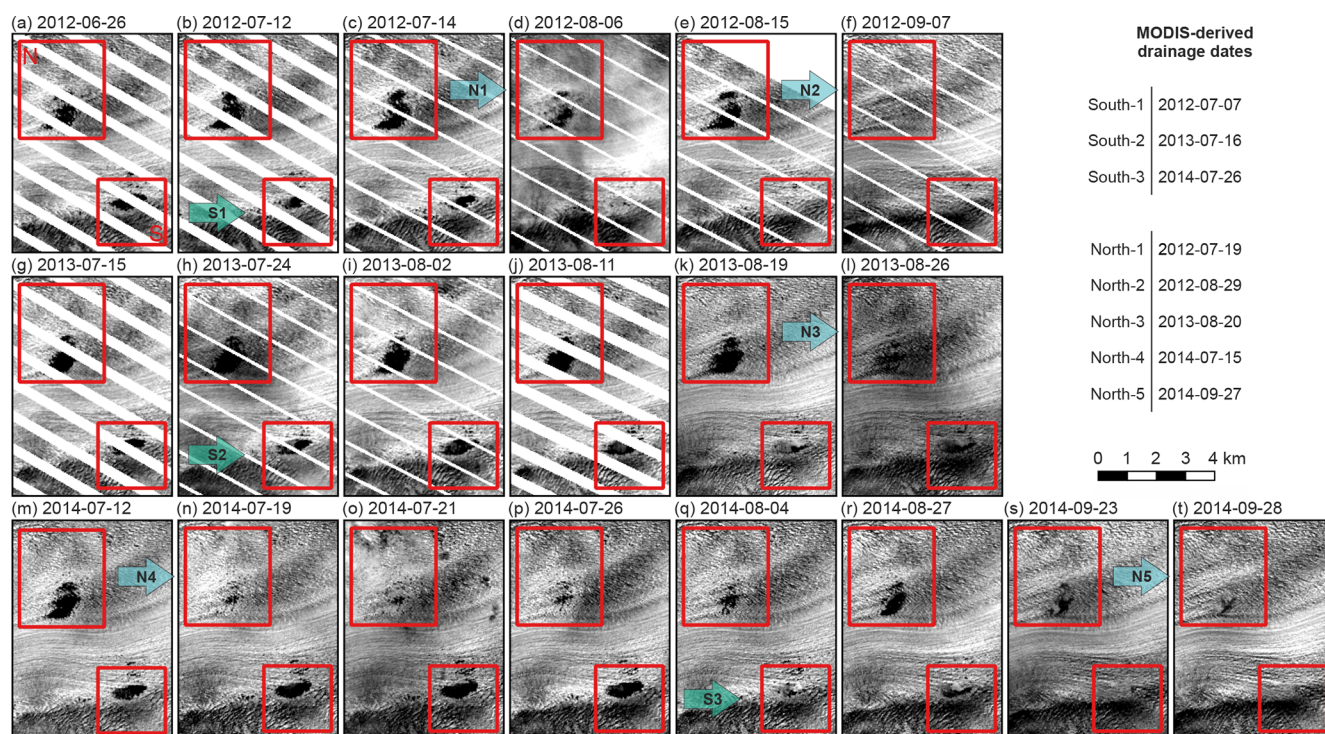 (a) 2012-06-26 (b) 2012-07-12 (c) 2012-07-14 (d) 2012-08-06 (e) 2012-08-15 (f) 2012-09-07
N
N1
N2
S1
S
(g) 2013-07-15 (h) 2013-07-24 (i) 2013-08-02 (j) 2013-08-11 (k) 2013-08-19 (l) 2013-08-26
N3
S2
(m) 2014-07-12 (n) 2014-07-19 (o) 2014-07-21 (p) 2014-07-26 (q) 2014-08-04 (r) 2014-08-27 (s) 2014-09-23 (t) 2014-09-28
N4
N5
S3
MODIS-derived
drainage dates
South-1 2012-07-07
South-2 2013-07-16
South-3 2014-07-26
North-1 2012-07-19
North-2 2012-08-29
North-3 2013-08-20
North-4 2014-07-15
North-5 2014-09-27
0 1 2 3 4 km